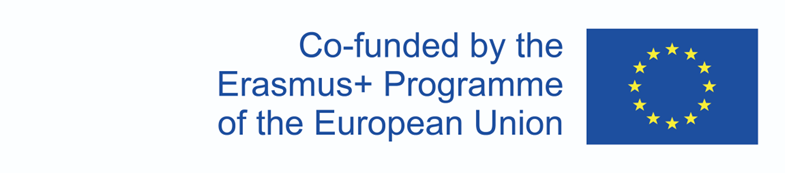 Co-funded by the
Erasmus+ Programme
of the European Union